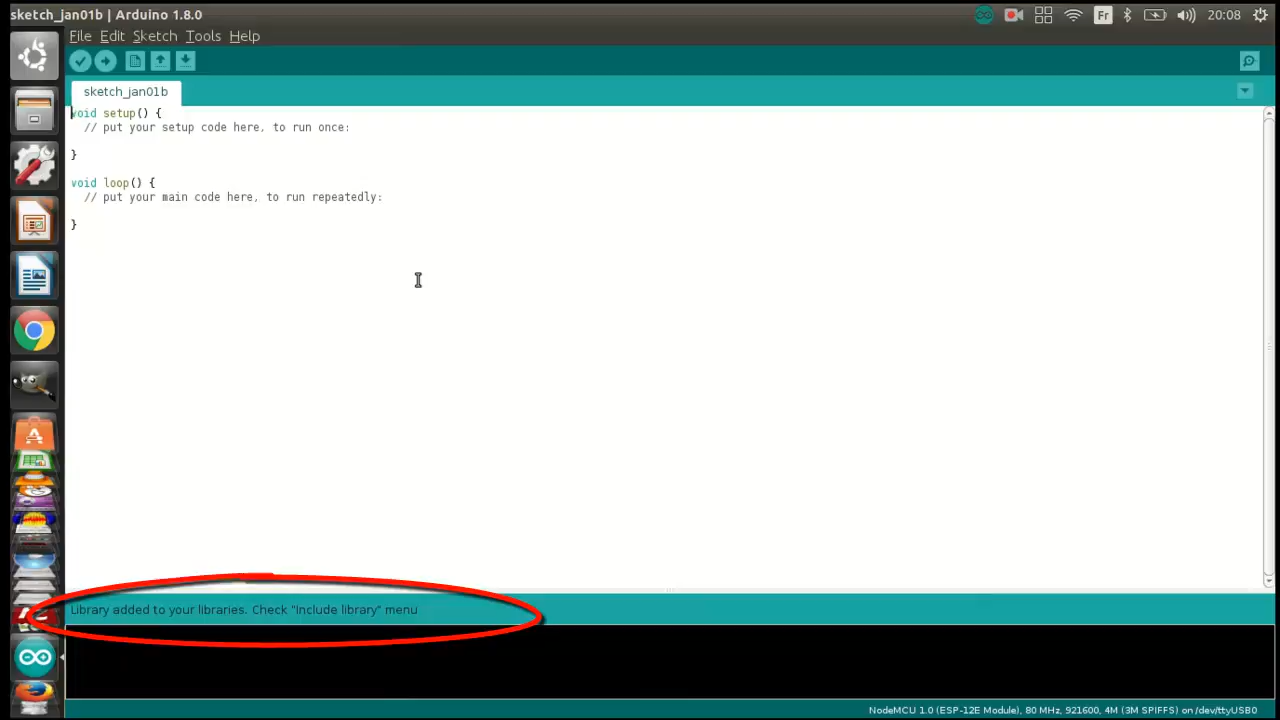 sketch_jan01b | Arduino 1.8.0
Fr
20:08
File Edit Sketch Tools Help
sketch_jan01b
void setup() {
  // put your setup code here, to run once:
}
void loop() {
  // put your main code here, to run repeatedly:
}
Library added to your libraries. Check "Include library" menu
NodeMCU 1.0 (ESP-12E Module), 80 MHz, 921600, 4M (3M SPIFFS) on /dev/ttyUSB0